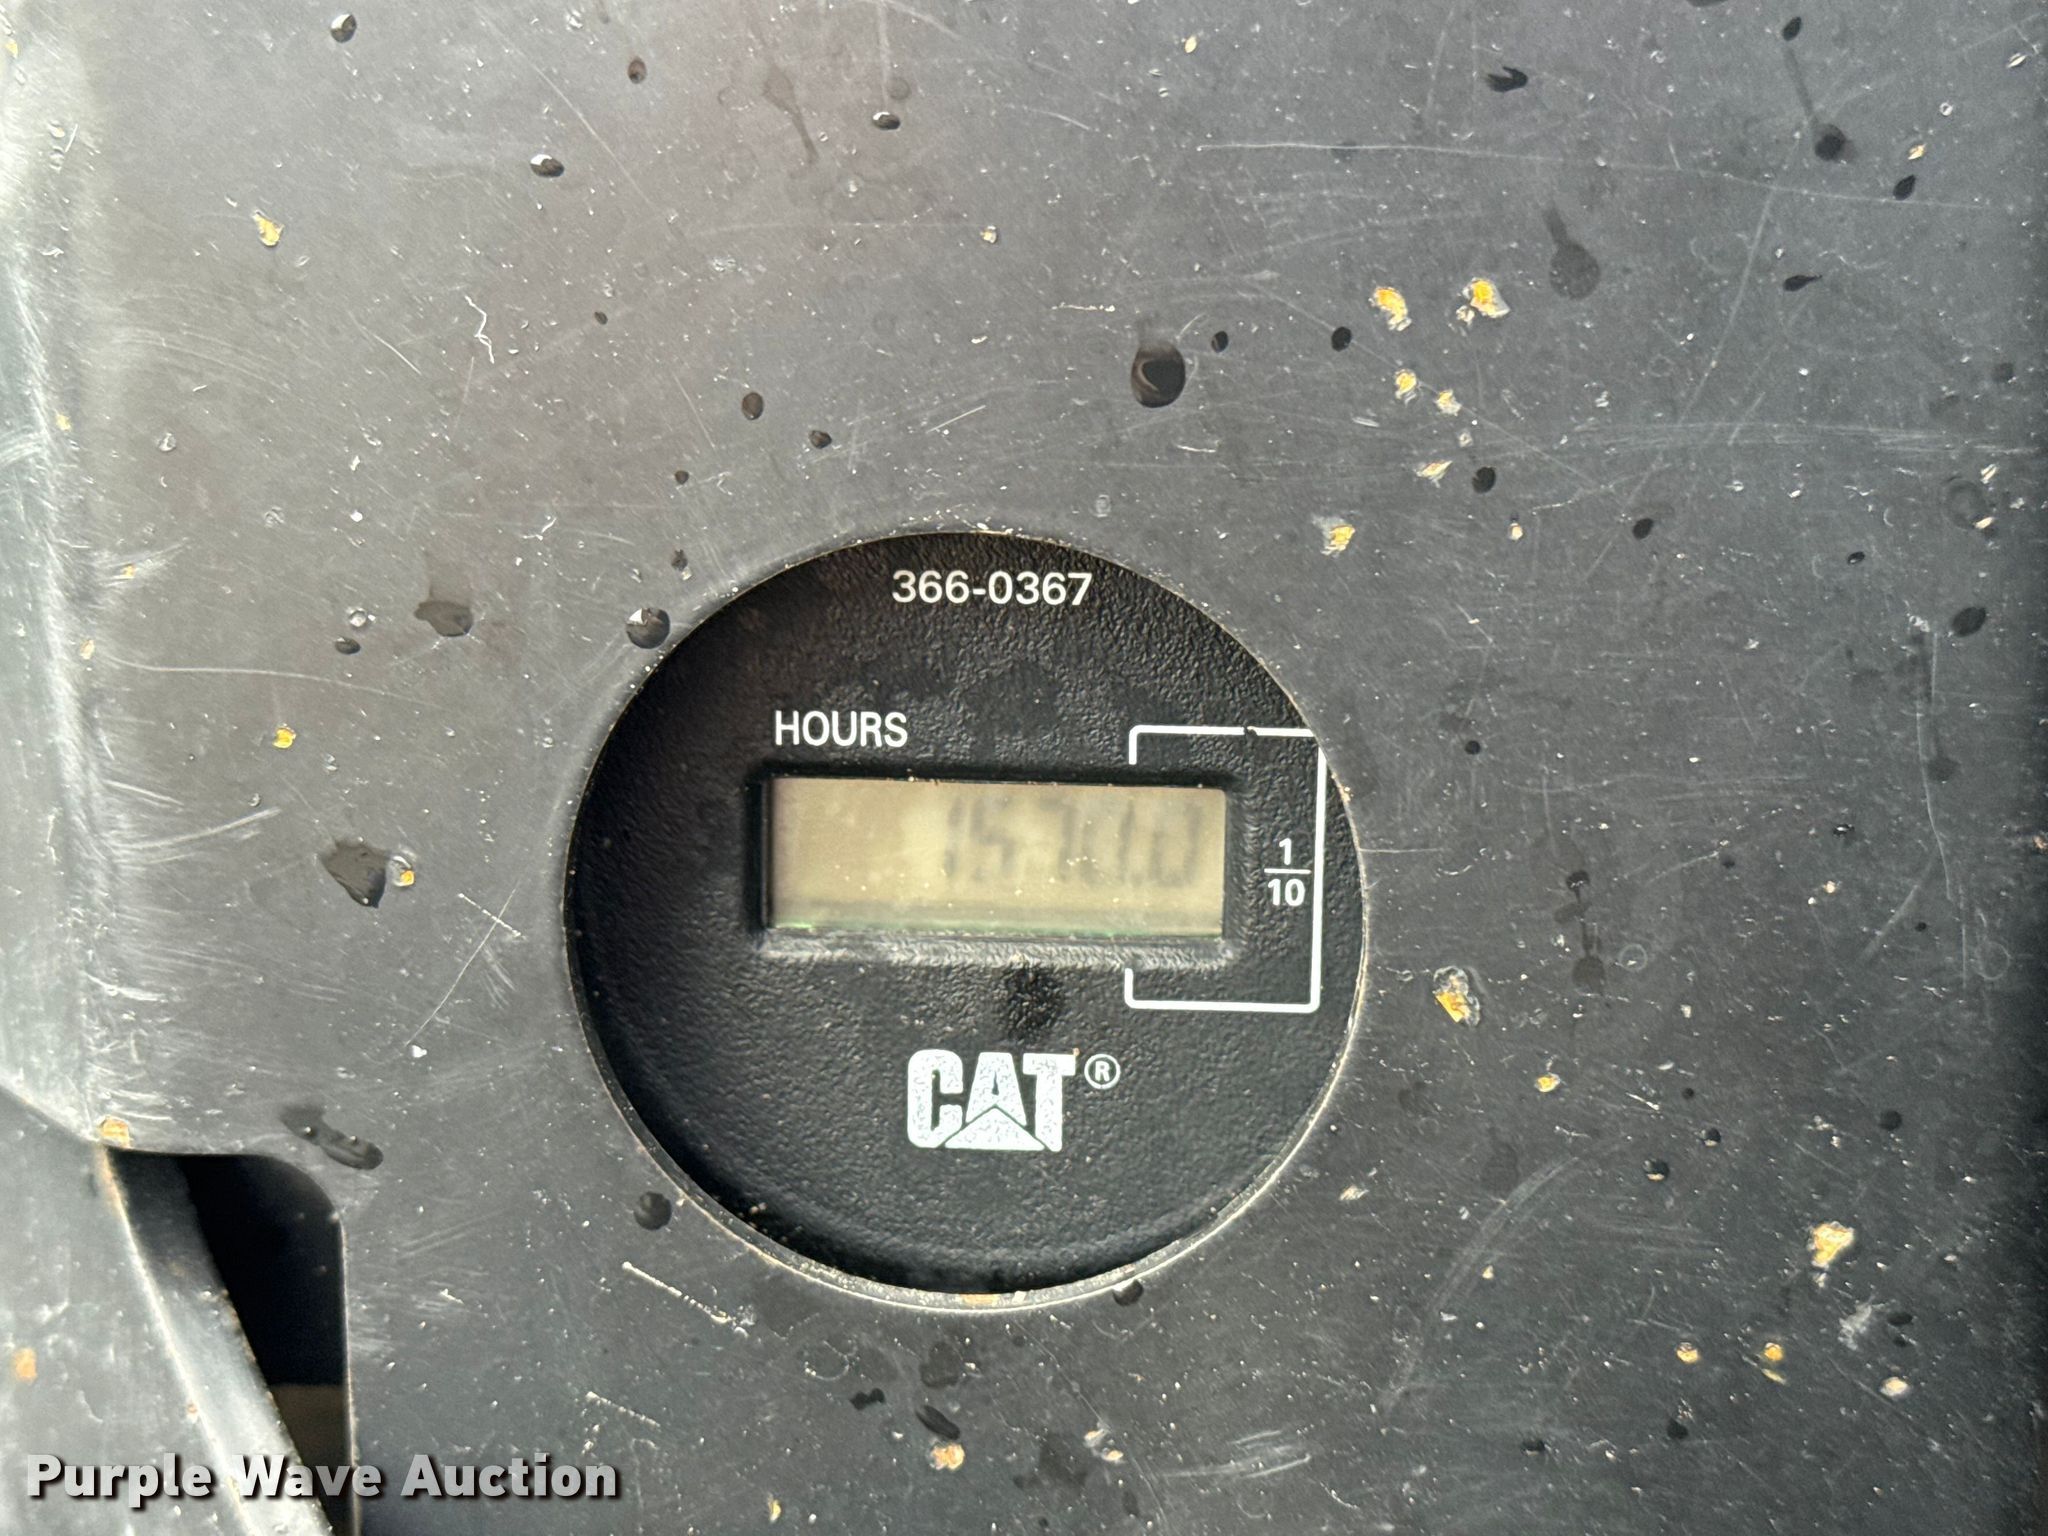 366-0367
HOURS
1570.0
1
10
CAT®
Purple Wave Auction